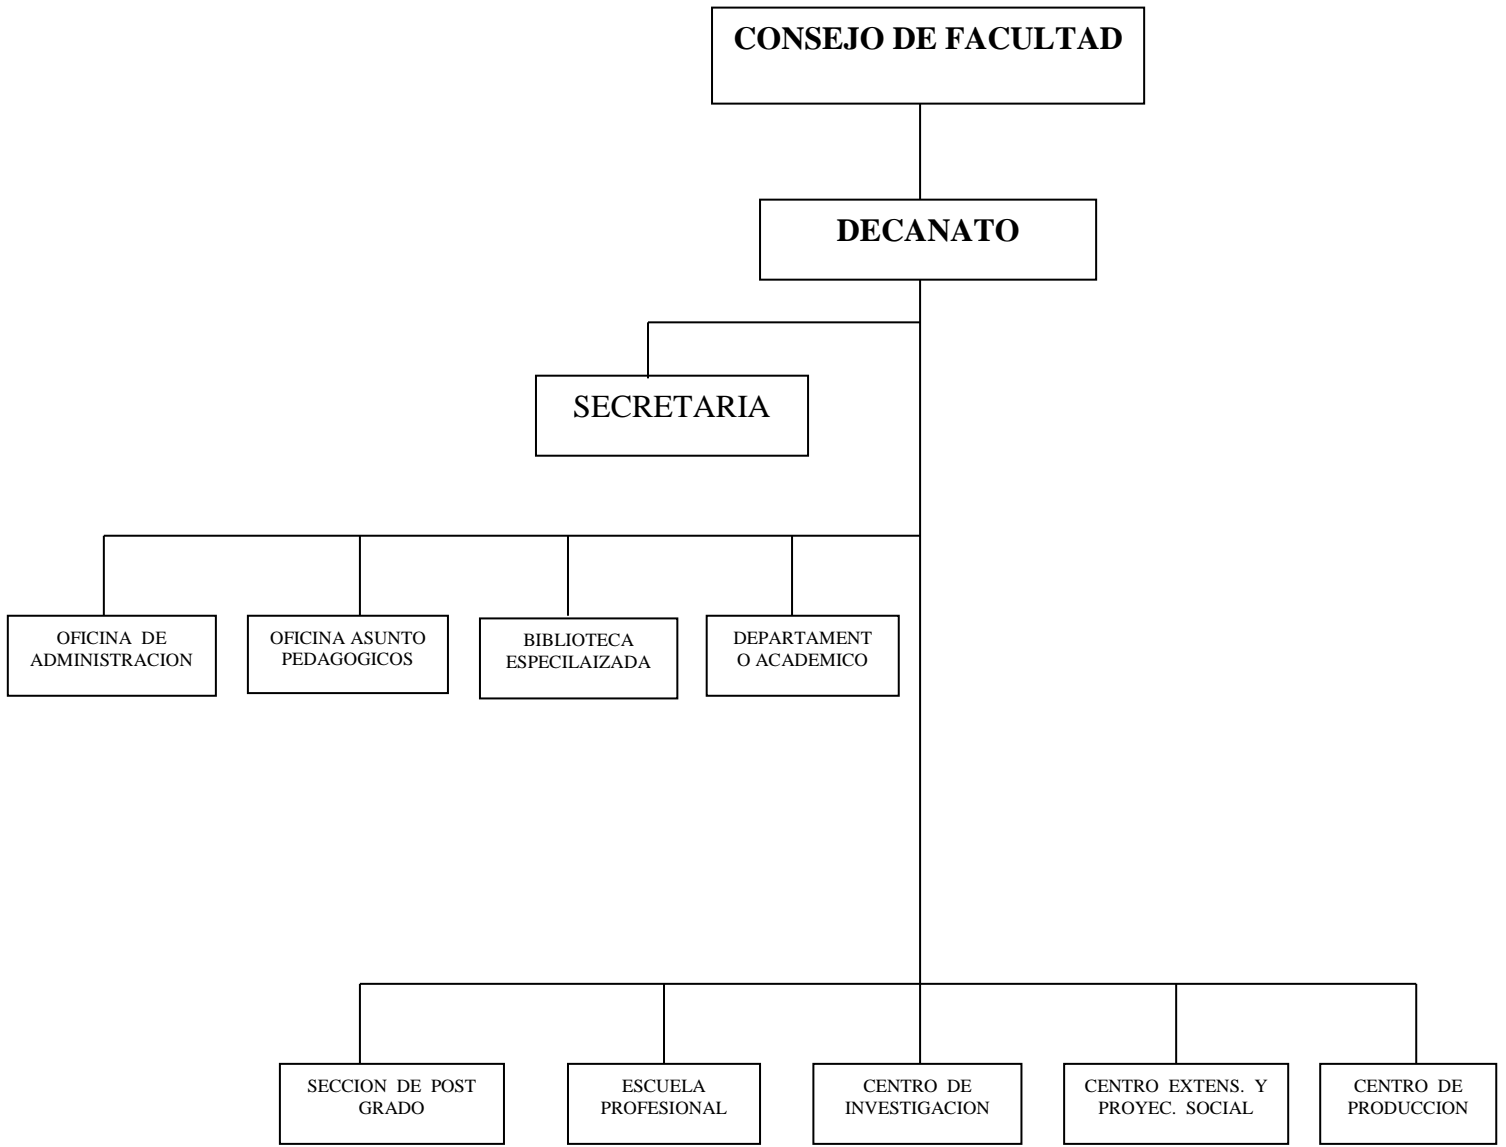 CONSEJO DE FACULTAD
DECANATO
SECRETARIA
OFICINA DE
ADMINISTRACION
OFICINA ASUNTO
PEDAGOGICOS
BIBLIOTECA
ESPECILAIZADA
DEPARTAMENT
O ACADEMICO
SECCION DE POST
GRADO
ESCUELA
PROFESIONAL
CENTRO DE
INVESTIGACION
CENTRO EXTENS. Y
PROYEC. SOCIAL
CENTRO DE
PRODUCCION